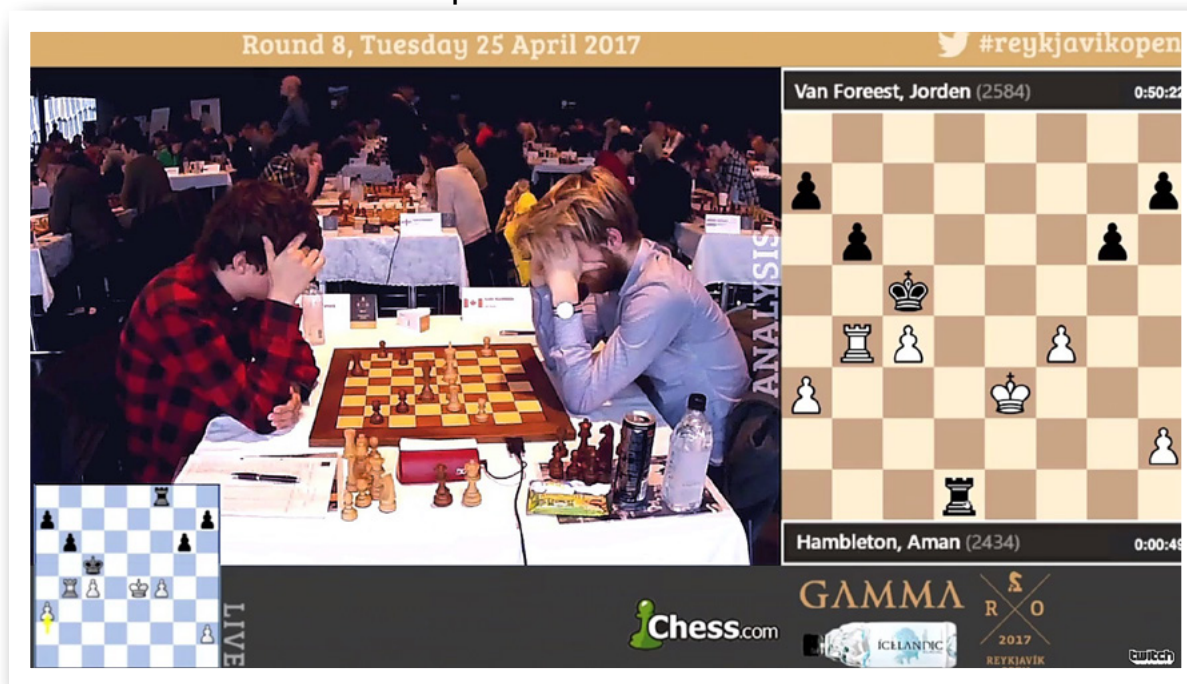 Round 8, Tuesday 25 April 2017
#reykjavikopen
Van Foreest, Jorden (2584)
0:50:22
ANALYSIS
Hambleton, Aman (2434)
0:00:49
LIVE
Chess.com
GAMMA
ICELANDIC
R O
2017
REYKJAVÍK
twitch